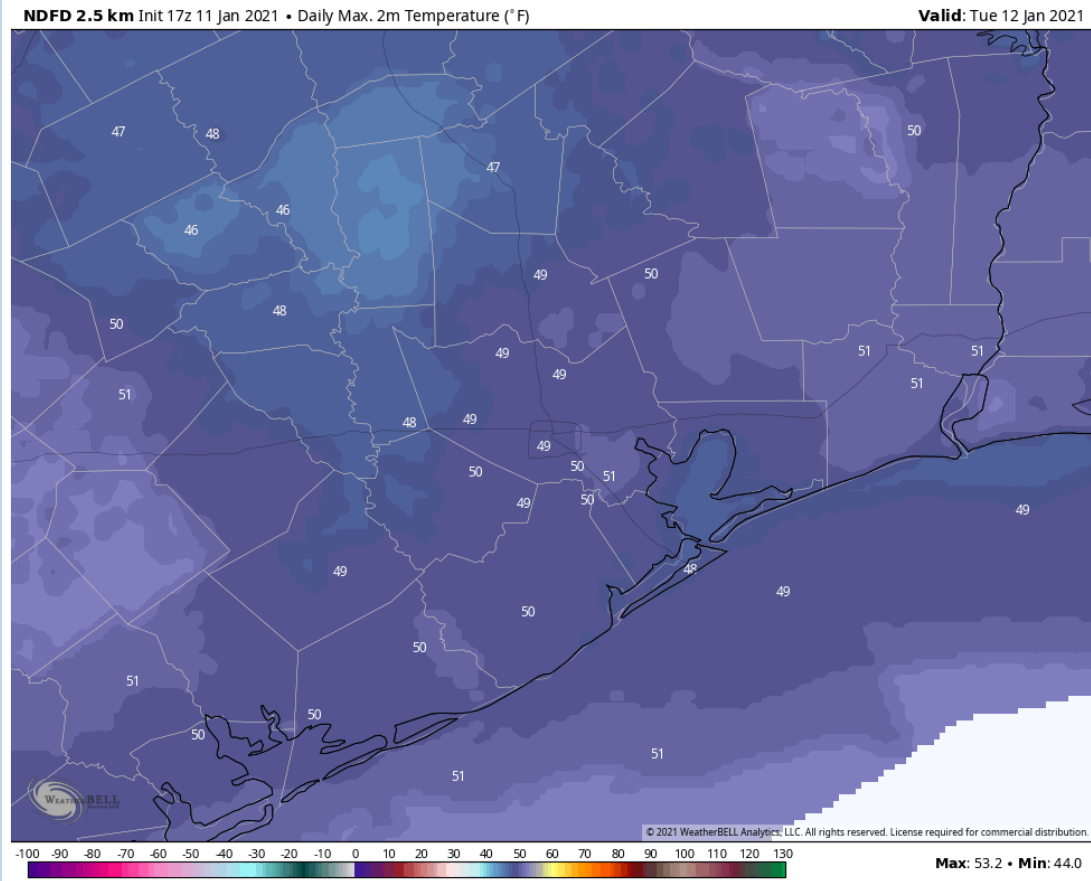 NDFD 2.5 km Init 17z 11 Jan 2021 • Daily Max. 2m Temperature (°F) Valid: Tue 12 Jan 2021
47 48 50
47
46
46
49 50
48
50
49 51 51
49 51
51
48 49
49
50 50 51
49 50
49
49 48
49
50
50
51
50
50
51
51
WEATHERBELL
© 2021 WeatherBELL Analytics, LLC. All rights reserved. License required for commercial distribution.
-100 -90 -80 -70 -60 -50 -40 -30 -20 -10 0 10 20 30 40 50 60 70 80 90 100 110 120 130
Max: 53.2 • Min: 44.0